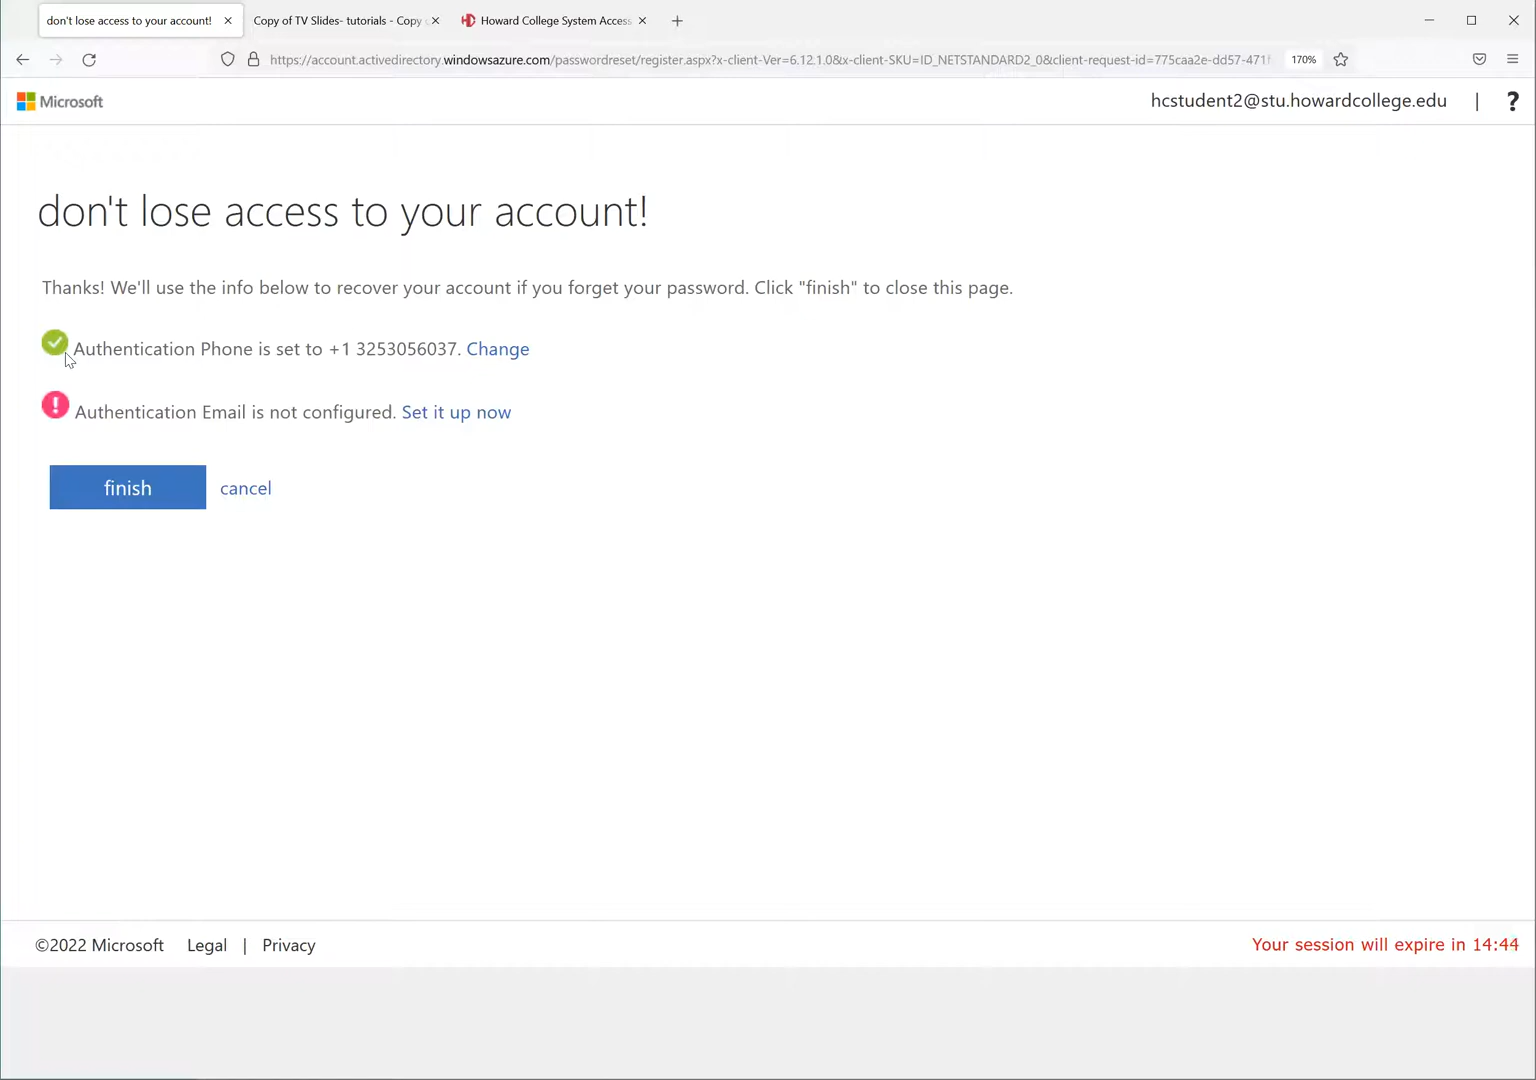 don't lose access to your account!
Copy of TV Slides- tutorials - Copy
Howard College System Access
https://account.activedirectory.windowsazure.com/passwordreset/register.aspx?x-client-Ver=6.12.1.0&x-client-SKU=ID_NETSTANDARD2_0&client-request-id=775caa2e-dd57-471f
170%
Microsoft
hcstudent2@stu.howardcollege.edu | ?
don't lose access to your account!
Thanks! We'll use the info below to recover your account if you forget your password. Click "finish" to close this page.
Authentication Phone is set to +1 3253056037. Change
! Authentication Email is not configured. Set it up now
finish cancel
©2022 Microsoft Legal | Privacy
Your session will expire in 14:44